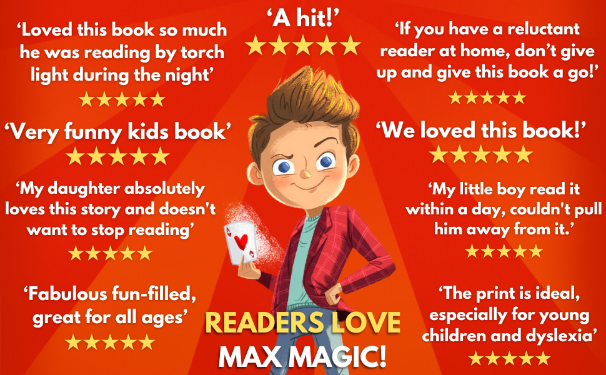 ‘A hit!’
‘Loved this book so much
he was reading by torch
light during the night’
‘If you have a reluctant
reader at home, don’t give
up and give this book a go!’
‘Very funny kids book’
‘We loved this book!’
‘My daughter absolutely
loves this story and doesn't
want to stop reading’
‘My little boy read it
within a day, couldn't pull
him away from it.’
‘Fabulous fun-filled,
great for all ages’
‘The print is ideal,
especially for young
children and dyslexia’
READERS LOVE
MAX MAGIC!